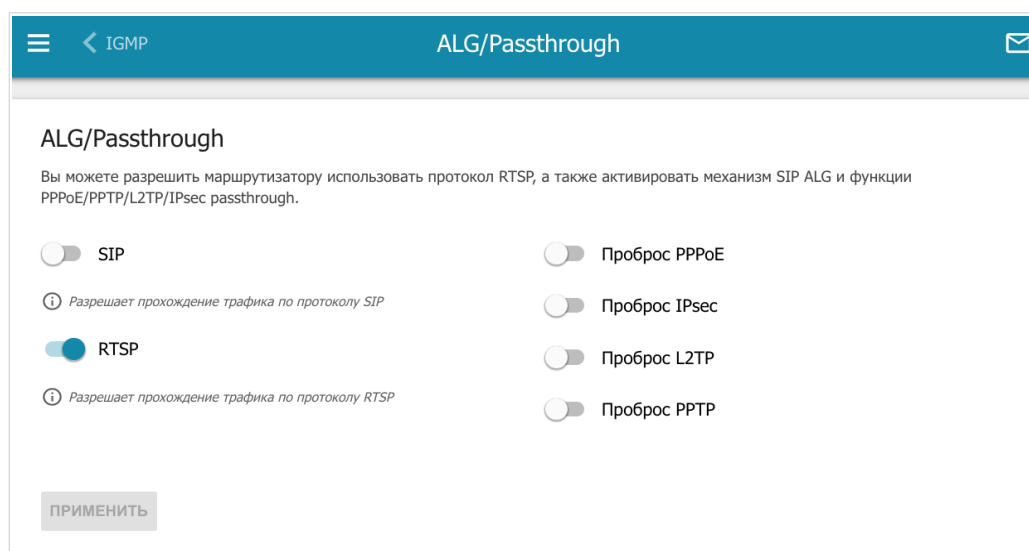 IGMP
ALG/Passthrough
ALG/Passthrough
Вы можете разрешить маршрутизатору использовать протокол RTSP, а также активировать механизм SIP ALG и функции
PPPoE/PPTP/L2TP/IPsec passthrough.
SIP
Разрешает прохождение трафика по протоколу SIP
RTSP
Разрешает прохождение трафика по протоколу RTSP
Проброс PPPoE
Проброс IPsec
Проброс L2TP
Проброс PPTP
ПРИМЕНИТЬ